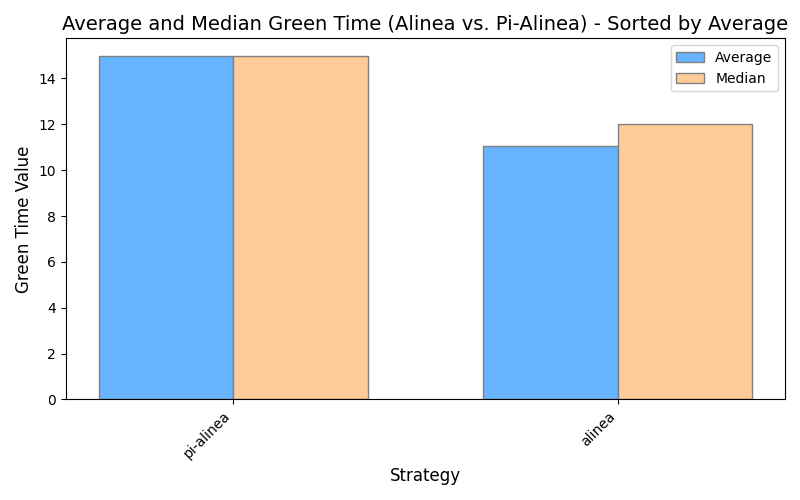 Average and Median Green Time (Alinea vs. Pi-Alinea) - Sorted by Average
Average
Median
Green Time Value
14
12
10
8
6
4
2
0
pi-alinea
alinea
Strategy